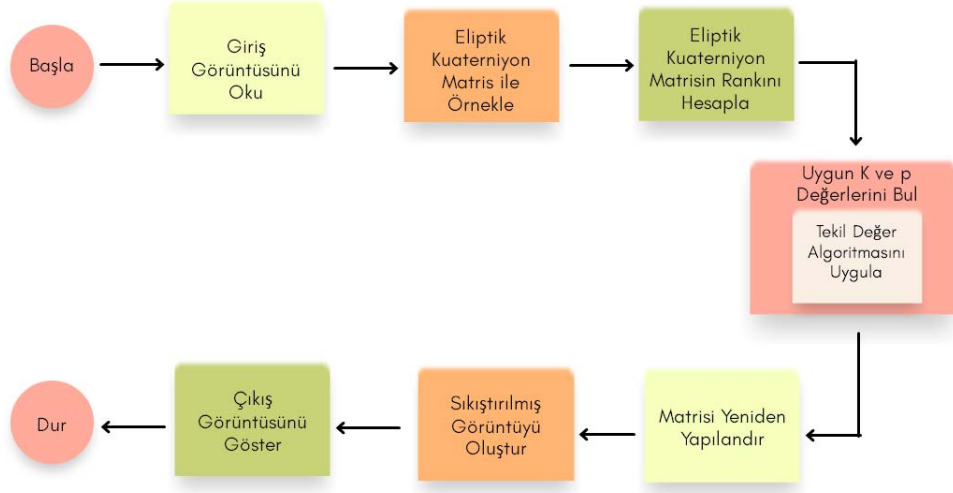 Başla
Giriş
Görüntüsünü
Oku
Eliptik
Kuaterniyon
Matris ile
Örnekle
Eliptik
Kuaterniyon
Matrisin Rankını
Hesapla
Uygun K ve p
Değerlerini Bul
Tekil Değer
Algoritmasını
Uygula
Matrisi Yeniden
Yapılandır
Sıkıştırılmış
Görüntüyü
Oluştur
Çıkış
Görüntüsünü
Göster
Dur